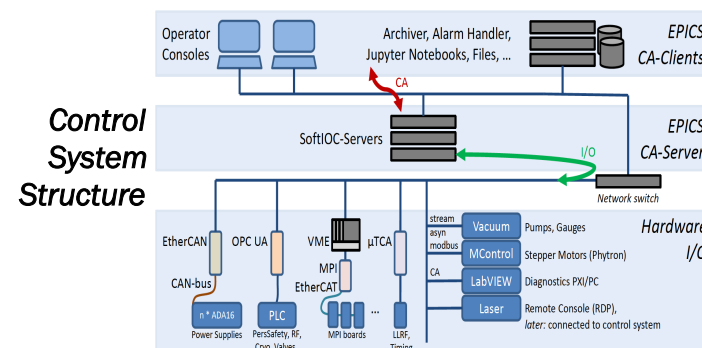 Control
System
Structure
Operator
Consoles
Archiver, Alarm Handler,
Jupyter Notebooks, Files, ...
EPICS
CA-Clients
CA
SoftIOC-Servers
EPICS
CA-Server
I/O
Network switch
Hardware
I/O
EtherCAN
OPC UA
VME
µTCA
MPI
EtherCAT
CAN-bus
n * ADA16
Power Supplies
PLC
PersSafety, RF,
Cryo, Valves
MPI boards
...
LLRF,
Timing
stream
asyn
modbus
CA
Vacuum
Pumps, Gauges
MControl
Stepper Motors (Phytron)
LabVIEW
Diagnostics PXI/PC
Laser
Remote Console (RDP),
later: connected to control system